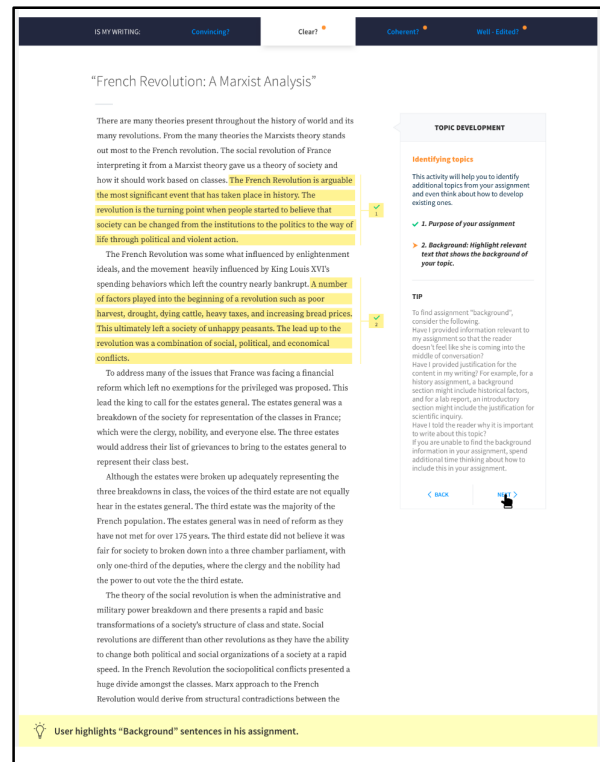 IS MY WRITING:
Convincing?
Clear?
Coherent?
Well - Edited?
“French Revolution: A Marxist Analysis”
There are many theories present throughout the history of world and its
many revolutions. From the many theories the Marxists theory stands
out most to the French revolution. The social revolution of France
interpreting it from a Marxist theory gave us a theory of society and
how it should work based on classes. The French Revolution is arguable
the most significant event that has taken place in history. The
revolution is the turning point when people started to believe that
society can be changed from the institutions to the politics to the way of
life through political and violent action.
1
The French Revolution was some what influenced by enlightenment
ideals, and the movement heavily influenced by King Louis XVI's
spending behaviors which left the country nearly bankrupt. A number
of factors played into the beginning of a revolution such as poor
harvest, drought, dying cattle, heavy taxes, and increasing bread prices.
This ultimately left a society of unhappy peasants. The lead up to the
revolution was a combination of social, political, and economical
conflicts.
To address many of the issues that France was facing a financial
reform which left no exemptions for the privileged was proposed. This
lead the king to call for the estates general. The estates general was a
breakdown of the society for representation of the classes in France;
which were the clergy, nobility, and everyone else. The three estates
would address their list of grievances to bring to the estates general to
represent their class best.
Although the estates were broken up adequately representing the
three breakdowns in class, the voices of the third estate are not equally
hear in the estates general. The third estate was the majority of the
French population. The estates general was in need of reform as they
have not met for over 175 years. The third estate did not believe it was
fair for society to broken down into a three chamber parliament, with
only one-third of the deputies, where the clergy and the nobility had
the power to out vote the the third estate.
The theory of the social revolution is when the administrative and
military power breakdown and there presents a rapid and basic
transformations of a society's structure of class and state. Social
revolutions are different than other revolutions as they have the ability
to change both political and social organizations of a society at a rapid
speed. In the French Revolution the sociopolitical conflicts presented a
huge divide amongst the classes. Marx approach to the French
Revolution would derive from structural contradictions between the
TOPIC DEVELOPMENT
Identifying topics
This activity will help you to identify
additional topics from your assignment
and even think about how to develop
existing ones.
1. Purpose of your assignment
2. Background: Highlight relevant
text that shows the background of
your topic.
TIP
To find assignment “background”,
consider the following.
Have I provided information relevant to
my assignment so that the reader
doesn't feel like she is coming into the
middle of conversation?
Have I provided justification for the
content in my writing? For example, for a
history assignment, a background
section might include historical factors,
and for a lab report, an introductory
section might include the justification for
scientific inquiry.
Have I told the reader why it is important
to write about this topic?
If you are unable to find the background
information in your assignment, spend
additional time thinking about how to
include this in your assignment.
BACK
NEXT
User highlights “Background” sentences in his assignment.